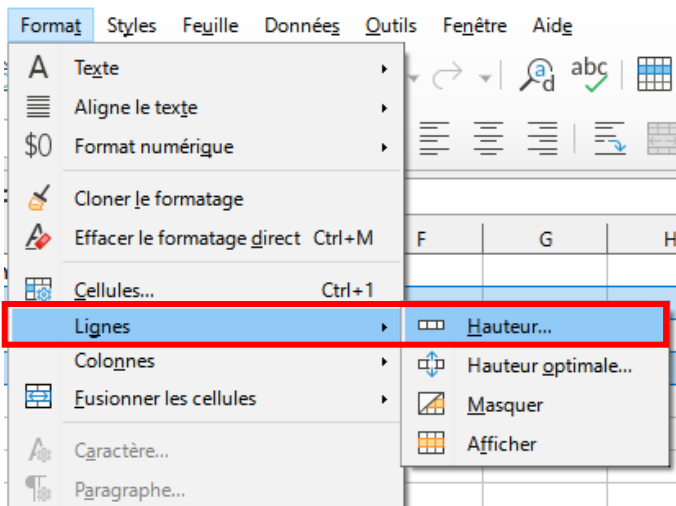 Format Styles Feuille Données Outils Fenêtre Aide
Texte
Aligne le texte
$0 Format numérique
Cloner le formatage
Effacer le formatage direct Ctrl+M
F G H
Cellules... Ctrl+1
Lignes
Hauteur...
Colonnes
Hauteur optimale...
Fusionner les cellules
Masquer
Afficher
Caractère...
Paragraphe...